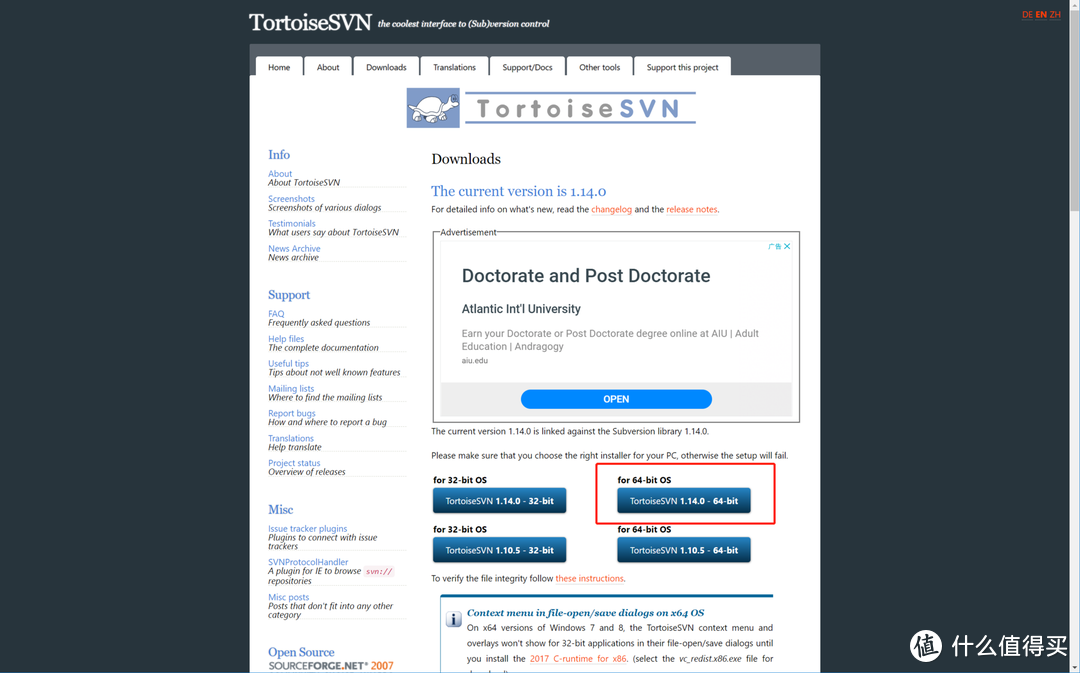 TortoiseSVN the coolest interface to (Sub)version control
DE EN ZH
Home About Downloads Translations Support/Docs Other tools Support this project
TortoiseSVN
Info
About
About TortoiseSVN
Screenshots
Screenshots of various dialogs
Testimonials
What users say about TortoiseSVN
News Archive
News archive
Support
FAQ
Frequently asked questions
Help files
The complete documentation
Useful tips
Tips about not well known features
Mailing lists
Where to find the mailing lists
Report bugs
How and where to report a bug
Translations
Help translate
Project status
Overview of releases
Misc
Issue tracker plugins
Plugins to connect with issue
trackers
SVNProtocolHandler
A plugin for IE to browse svn://
repositories
Misc posts
Posts that don't fit into any other
category
Open Source
SOURCEFORGE.NET® 2007
Downloads
The current version is 1.14.0
For detailed info on what's new, read the changelog and the release notes.
Advertisement
广告
Doctorate and Post Doctorate
Atlantic Int'l University
Earn your Doctorate or Post Doctorate degree online at AIU | Adult
Education | Andragogy
aiu.edu
OPEN
The current version 1.14.0 is linked against the Subversion library 1.14.0.
Please make sure that you choose the right installer for your PC, otherwise the setup will fail.
for 32-bit OS for 64-bit OS
TortoiseSVN 1.14.0 - 32-bit TortoiseSVN 1.14.0 - 64-bit
for 32-bit OS for 64-bit OS
TortoiseSVN 1.10.5 - 32-bit TortoiseSVN 1.10.5 - 64-bit
To verify the file integrity follow these instructions.
Context menu in file-open/save dialogs on x64 OS
On x64 versions of Windows 7 and 8, the TortoiseSVN context menu and
overlays won't show for 32-bit applications in their file-open/save dialogs until
you install the 2017 C-runtime for x86. (select the vc_redist.x86.exe file for
值 什么值得买